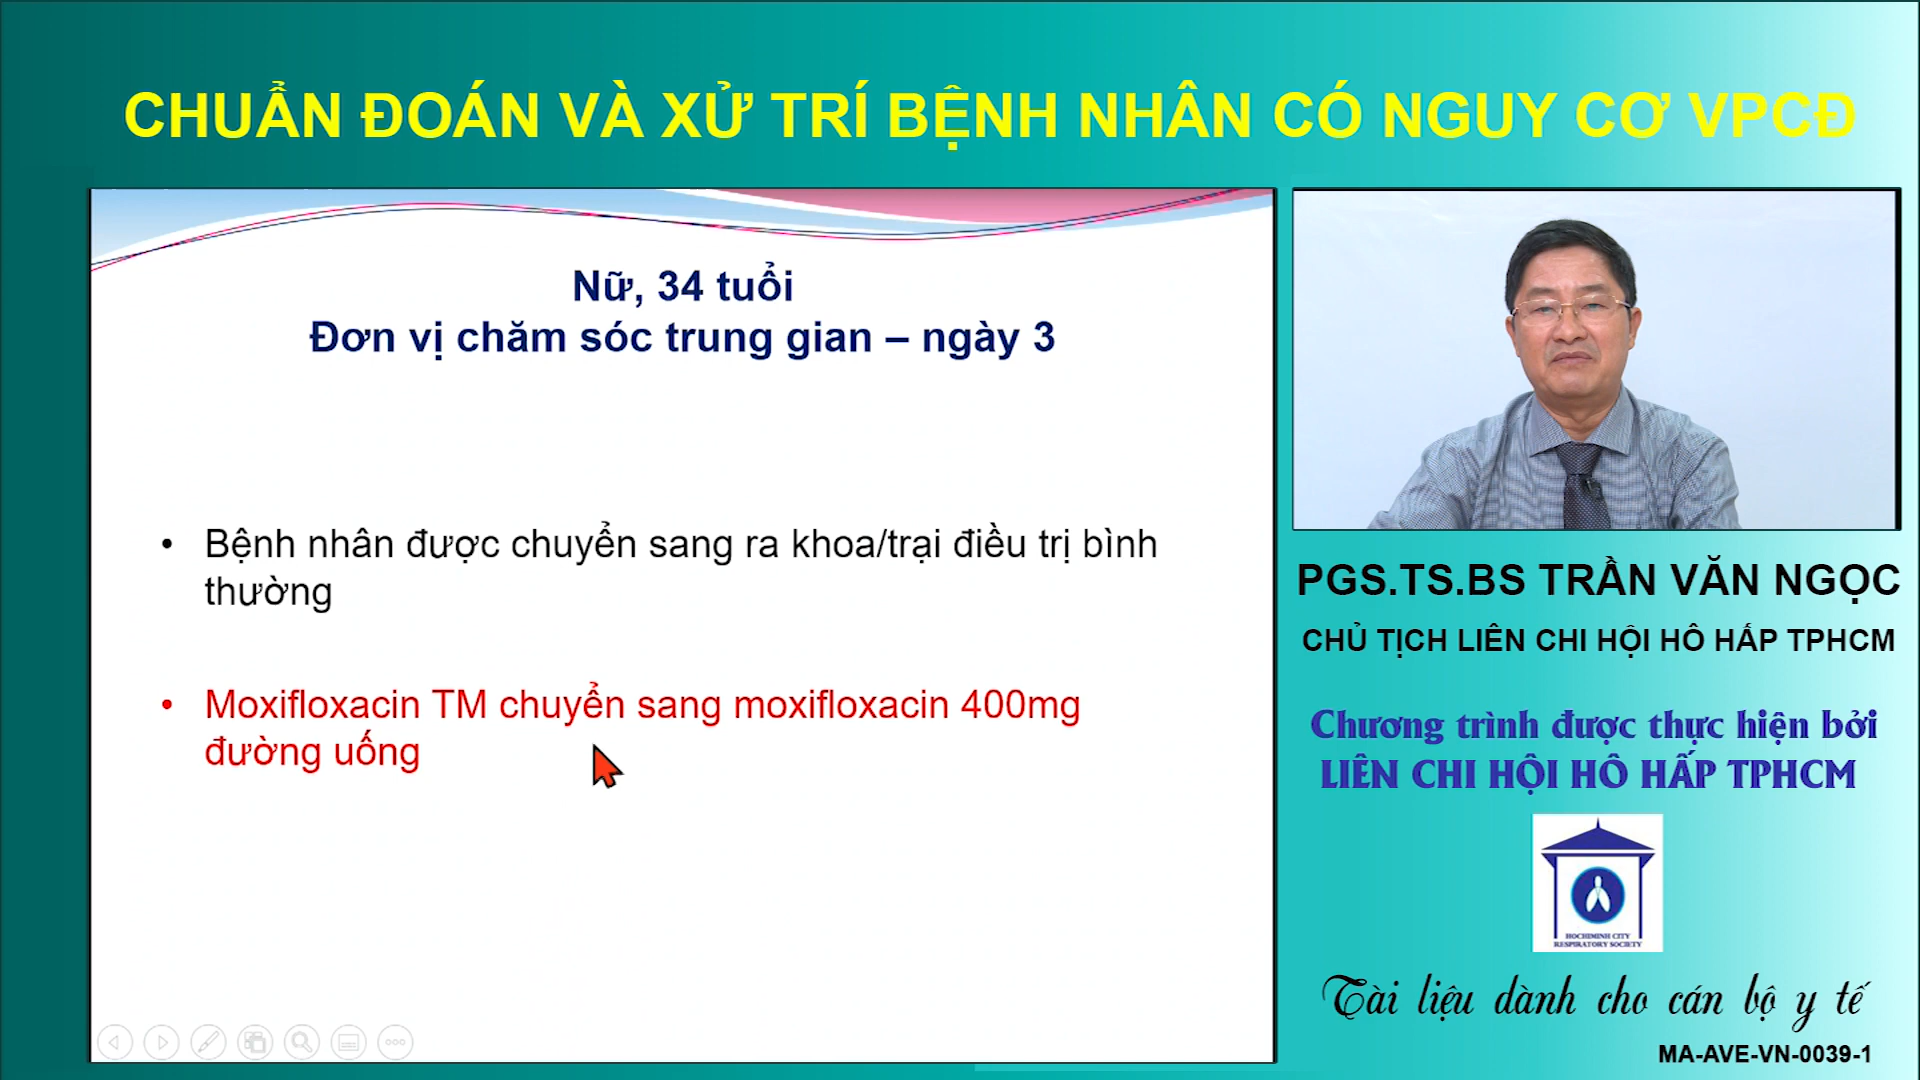 CHUẨN ĐOÁN VÀ XỬ TRÍ BỆNH NHÂN CÓ NGUY CƠ VPCĐ
Nữ, 34 tuổi
Đơn vị chăm sóc trung gian – ngày 3
• Bệnh nhân được chuyển sang ra khoa/trại điều trị bình
thường
• Moxifloxacin TM chuyển sang moxifloxacin 400mg
đường uống
PGS.TS.BS TRẦN VĂN NGỌC
CHỦ TỊCH LIÊN CHI HỘI HÔ HẤP TPHCM
Chương trình được thực hiện bởi
LIÊN CHI HỘI HÔ HẤP TPHCM
HOCHIMINH CITY
RESPIRATORY SOCIETY
Tài liệu dành cho cán bộ y tế
MA-AVE-VN-0039-1